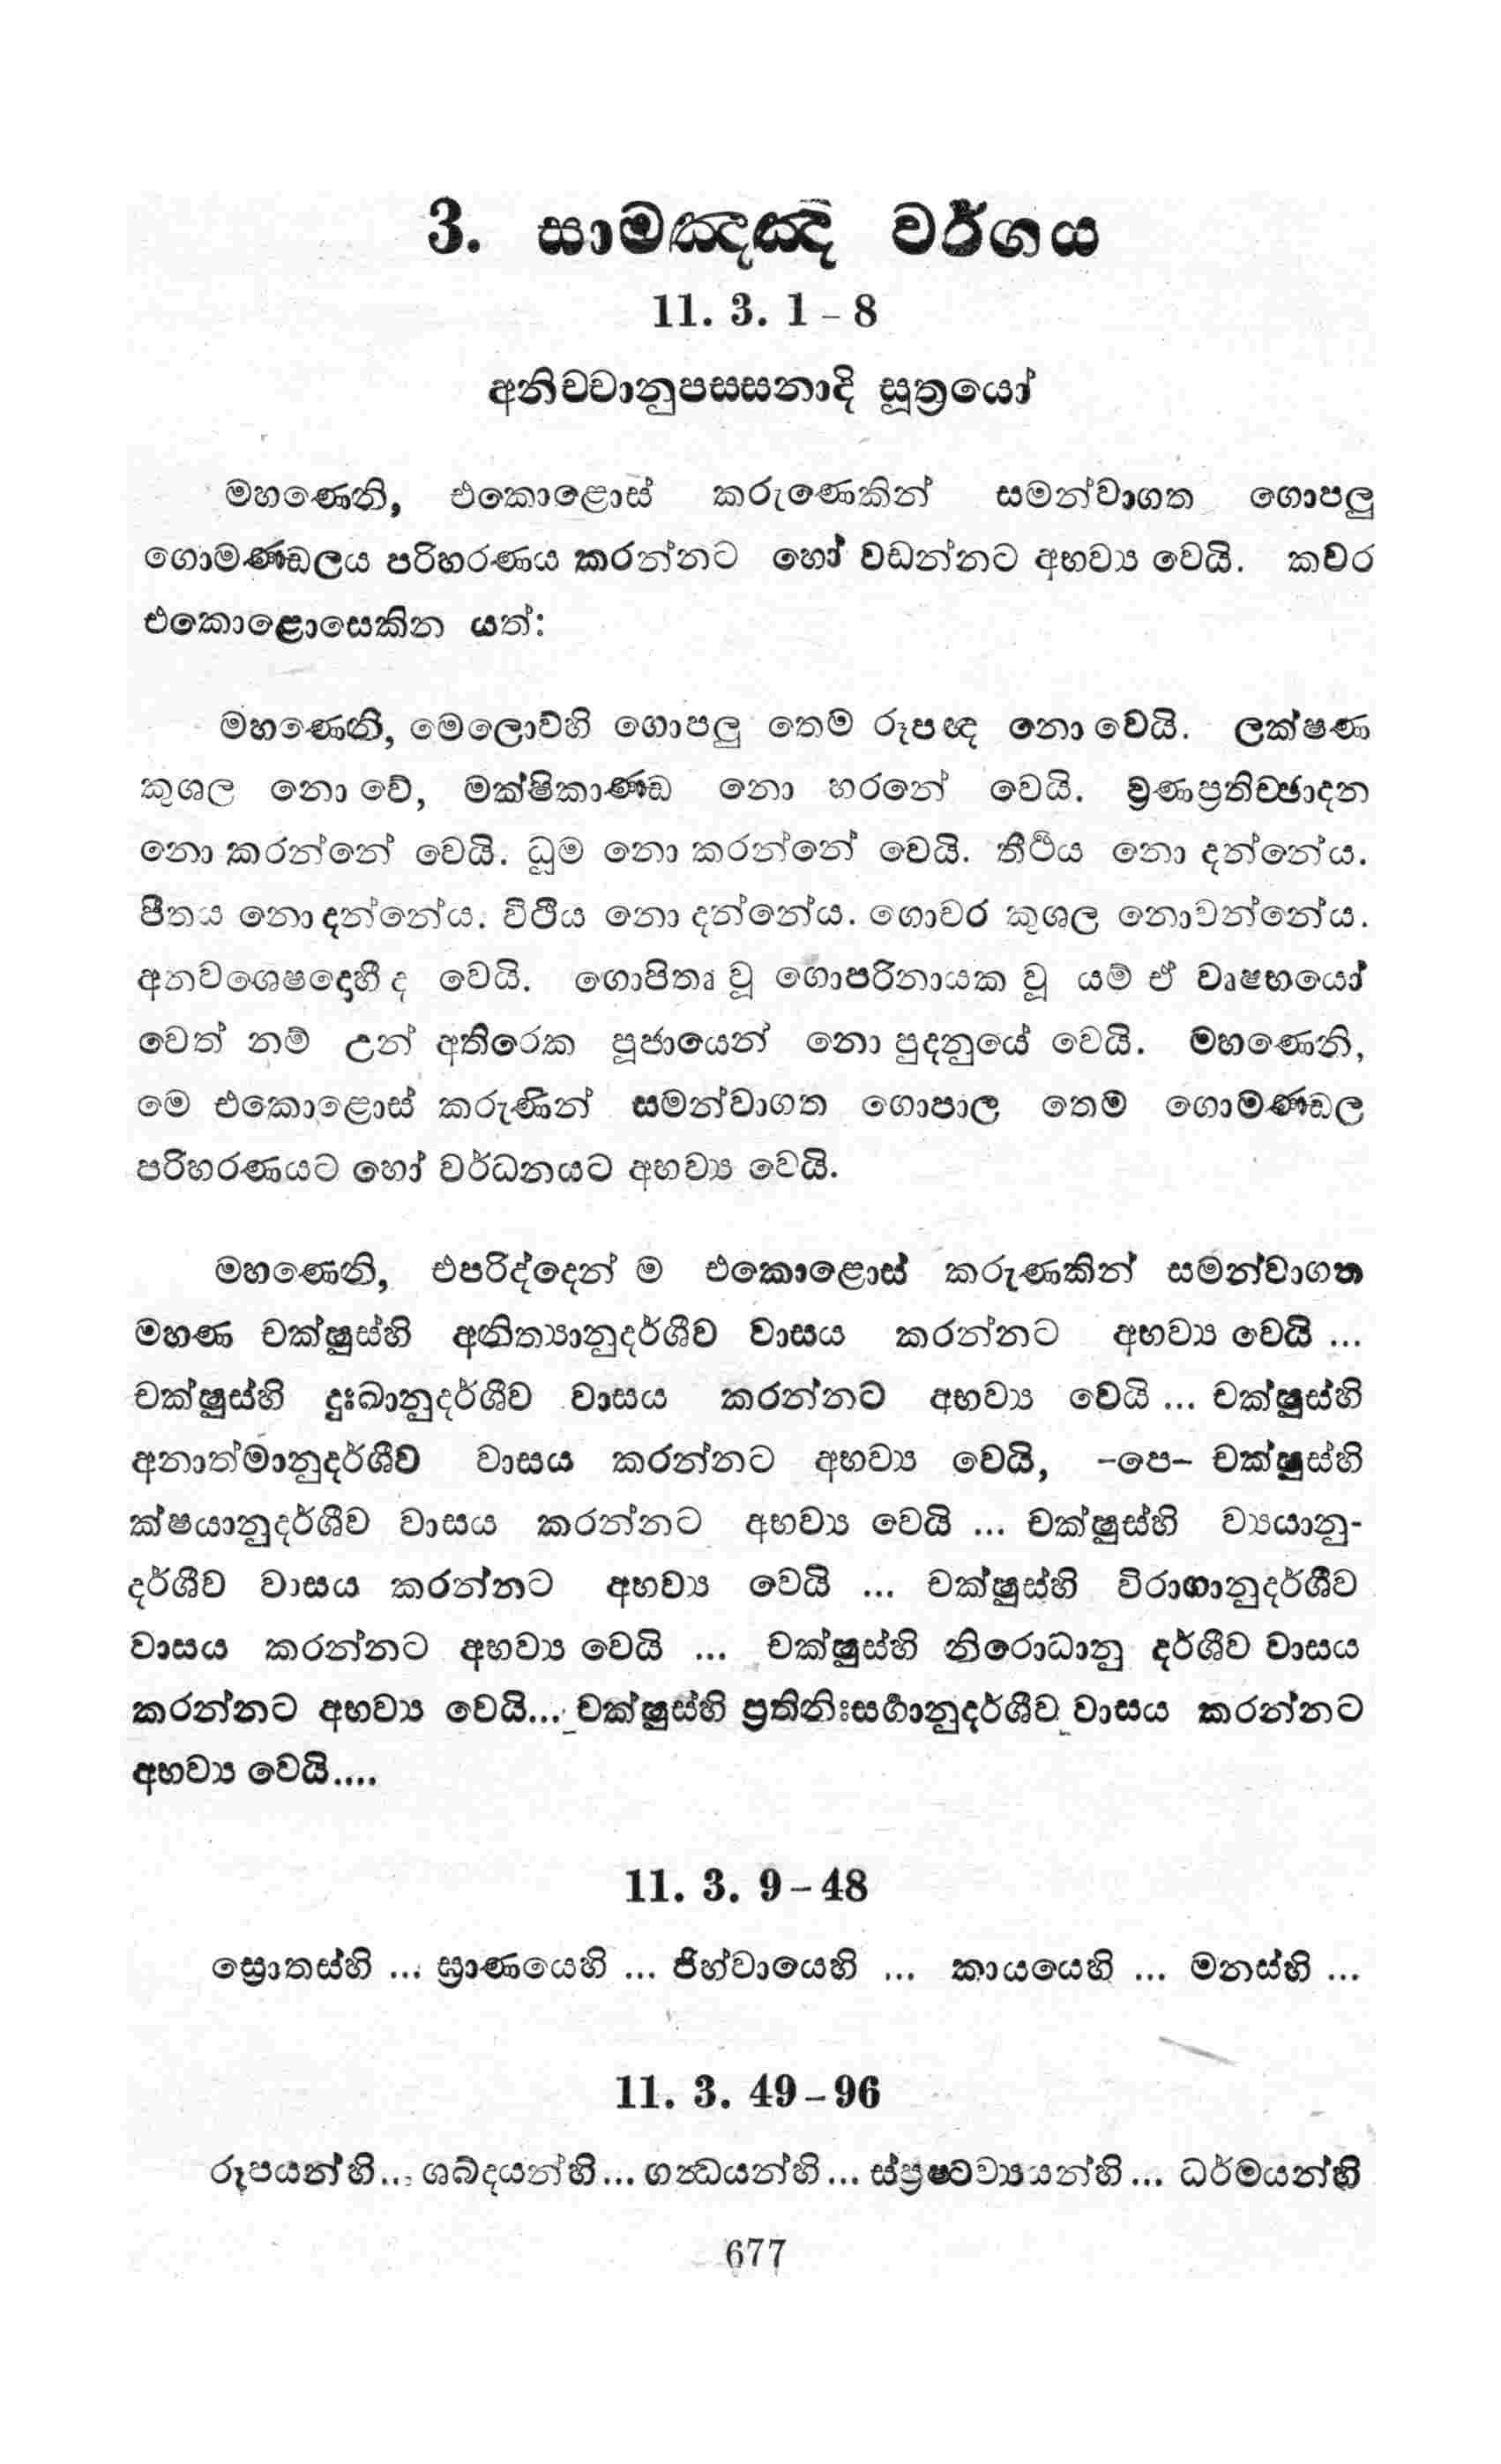 3. සාමඤ්ඤ වර්ගය
11. 3. 1 – 8
අනිච්චානුපස්සනාදි සූත්‍රයෝ
මහණෙනි, එකොළොස් කරුණෙකින් සමන්වාගත ගොපලු
ගොමණ්ඩලය පරිහරණය කරන්නට හෝ වඩන්නට අභව්‍ය වෙයි. කවර
එකොළොසෙකින යත්:
මහණෙනි, මෙලොව්හි ගොපලු තෙම රූපඥ නො වෙයි. ලක්ෂණ
කුශල නො වේ, මක්ෂිකාණ්ඩ නො හරනේ වෙයි. ව්‍රණප්‍රතිච්ඡාදන
නො කරන්නේ වෙයි. ධූම නො කරන්නේ වෙයි. තීර්‍ථය නො දන්නේය.
පීතය නො දන්නේය. වීථිය නො දන්නේය. ගොචර කුශල නොවන්නේය.
අනවශෙෂදොහී ද වෙයි. ගොපිතෘ වූ ගොපරිනායක වූ යම් ඒ වෘෂභයෝ
වෙත් නම් උන් අතිරෙක පූජායෙන් නො පුදනුයේ වෙයි. මහණෙනි,
මෙ එකොළොස් කරුණින් සමන්වාගත ගොපාල තෙම ගොමණ්ඩල
පරිහරණයට හෝ වර්ධනයට අභව්‍ය වෙයි.
මහණෙනි, එපරිද්දෙන් ම එකොළොස් කරුණකින් සමන්වාගත
මහණ චක්ෂුස්හි අනිත්‍යානුදර්ශීව වාසය කරන්නට අභව්‍ය වෙයි ...
චක්ෂුස්හි දුඃඛානුදර්ශීව වාසය කරන්නට අභව්‍ය වෙයි ... චක්ෂුස්හි
අනාත්මානුදර්ශීව වාසය කරන්නට අභව්‍ය වෙයි, -පෙ- චක්ෂුස්හි
ක්ෂයානුදර්ශීව වාසය කරන්නට අභව්‍ය වෙයි ... චක්ෂුස්හි ව්‍යයානු-
දර්ශීව වාසය කරන්නට අභව්‍ය වෙයි ... චක්ෂුස්හි විරාගානුදර්ශීව
වාසය කරන්නට අභව්‍ය වෙයි ... චක්ෂුස්හි නිරොධානු දර්ශීව වාසය
කරන්නට අභව්‍ය වෙයි... චක්ෂුස්හි ප්‍රතිනිඃසර්‍ගානුදර්ශීව වාසය කරන්නට
අභව්‍ය වෙයි....
11. 3. 9 – 48
ස්‍රොතස්හි ... ඝ්‍රාණයෙහි ... ජිහ්වායෙහි ... කායයෙහි ... මනස්හි ...
11. 3. 49 – 96
රූපයන්හි... ශබ්දයන්හි... ගන්‍ධයන්හි... ස්ප්‍රෂ්ටව්‍යයන්හි... ධර්මයන්හි
677